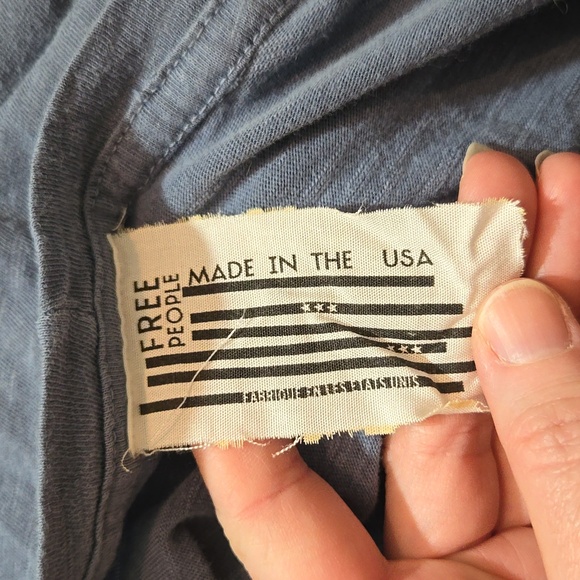 FREE
PEOPLE
MADE IN THE USA
FABRIQUE EN LES ETATS UNIS